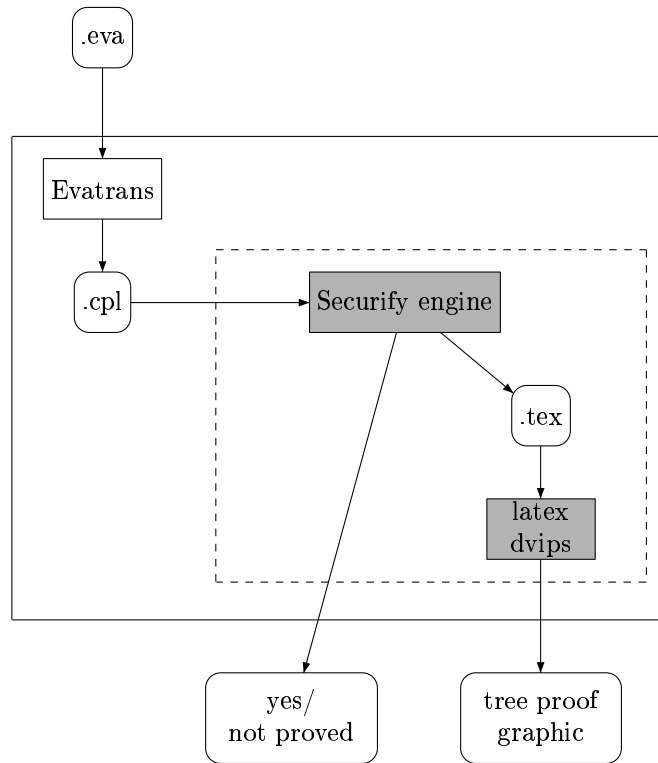 .eva
Evatrans
.cpl
Securify engine
.tex
latex
dvips
yes/
not proved
tree proof
graphic